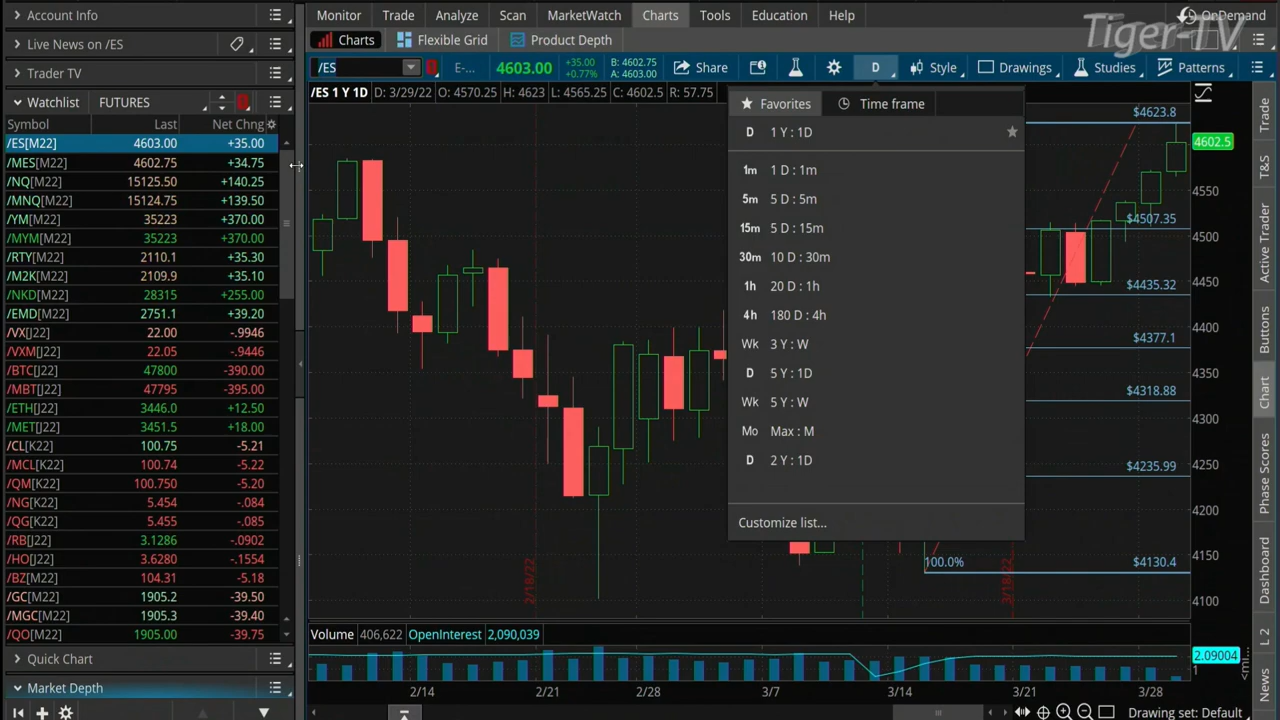 Account Info
Live News on /ES
Trader TV
Watchlist FUTURES
Symbol Last Net Chng
/ES[M22] 4603.00 +35.00
/MES[M22] 4602.75 +34.75
/NQ[M22] 15125.50 +140.25
/MNQ[M22] 15124.75 +139.50
/YM[M22] 35223 +370.00
/MYM[M22] 35223 +370.00
/RTY[M22] 2110.1 +35.30
/M2K[M22] 2109.9 +35.10
/NKD[M22] 28315 +255.00
/EMD[M22] 2751.1 +39.20
/VX[J22] 22.00 -.9946
/VXM[J22] 22.05 -.9446
/BTC[J22] 47800 -390.00
/MBT[J22] 47795 -395.00
/ETH[J22] 3446.0 +12.50
/MET[J22] 3451.5 +18.00
/CL[K22] 100.75 -5.21
/MCL[K22] 100.74 -5.22
/QM[K22] 100.750 -5.20
/NG[K22] 5.454 -.084
/QG[K22] 5.455 -.085
/RB[J22] 3.1286 -.0902
/HO[J22] 3.6280 -.1554
/BZ[M22] 104.31 -5.18
/GC[M22] 1905.2 -39.50
/MGC[M22] 1905.3 -39.40
/QO[M22] 1905.00 -39.75
Quick Chart
Market Depth
Monitor Trade Analyze Scan MarketWatch Charts Tools Education Help
OnDemand
Tiger-TV
Charts Flexible Grid Product Depth
/ES E-... 4603.00 +35.00 +0.77% B: 4602.75 A: 4603.00 Share D Style Drawings Studies Patterns
/ES 1 Y 1D D: 3/29/22 O: 4570.25 H: 4623 L: 4565.25 C: 4602.5 R: 57.75
Favorites Time frame
D 1 Y : 1D
1m 1 D : 1m
5m 5 D : 5m
15m 5 D : 15m
30m 10 D : 30m
1h 20 D : 1h
4h 180 D : 4h
Wk 3 Y : W
D 5 Y : 1D
Wk 5 Y : W
Mo Max : M
D 2 Y : 1D
Customize list...
$4623.8
$4507.35
$4435.32
$4377.1
$4318.88
$4235.99
100.0% $4130.4
2/18/22
3/18/22
4602.5
4550
4500
4450
4400
4350
4300
4250
4200
4150
4100
Volume 406,622 OpenInterest 2,090,039
2.09004
1
2/14 2/21 2/28 3/7 3/14 3/21 3/28
Drawing set: Default
Trade
T&S
Active Trader
Buttons
Chart
Phase Scores
Dashboard
L 2
News